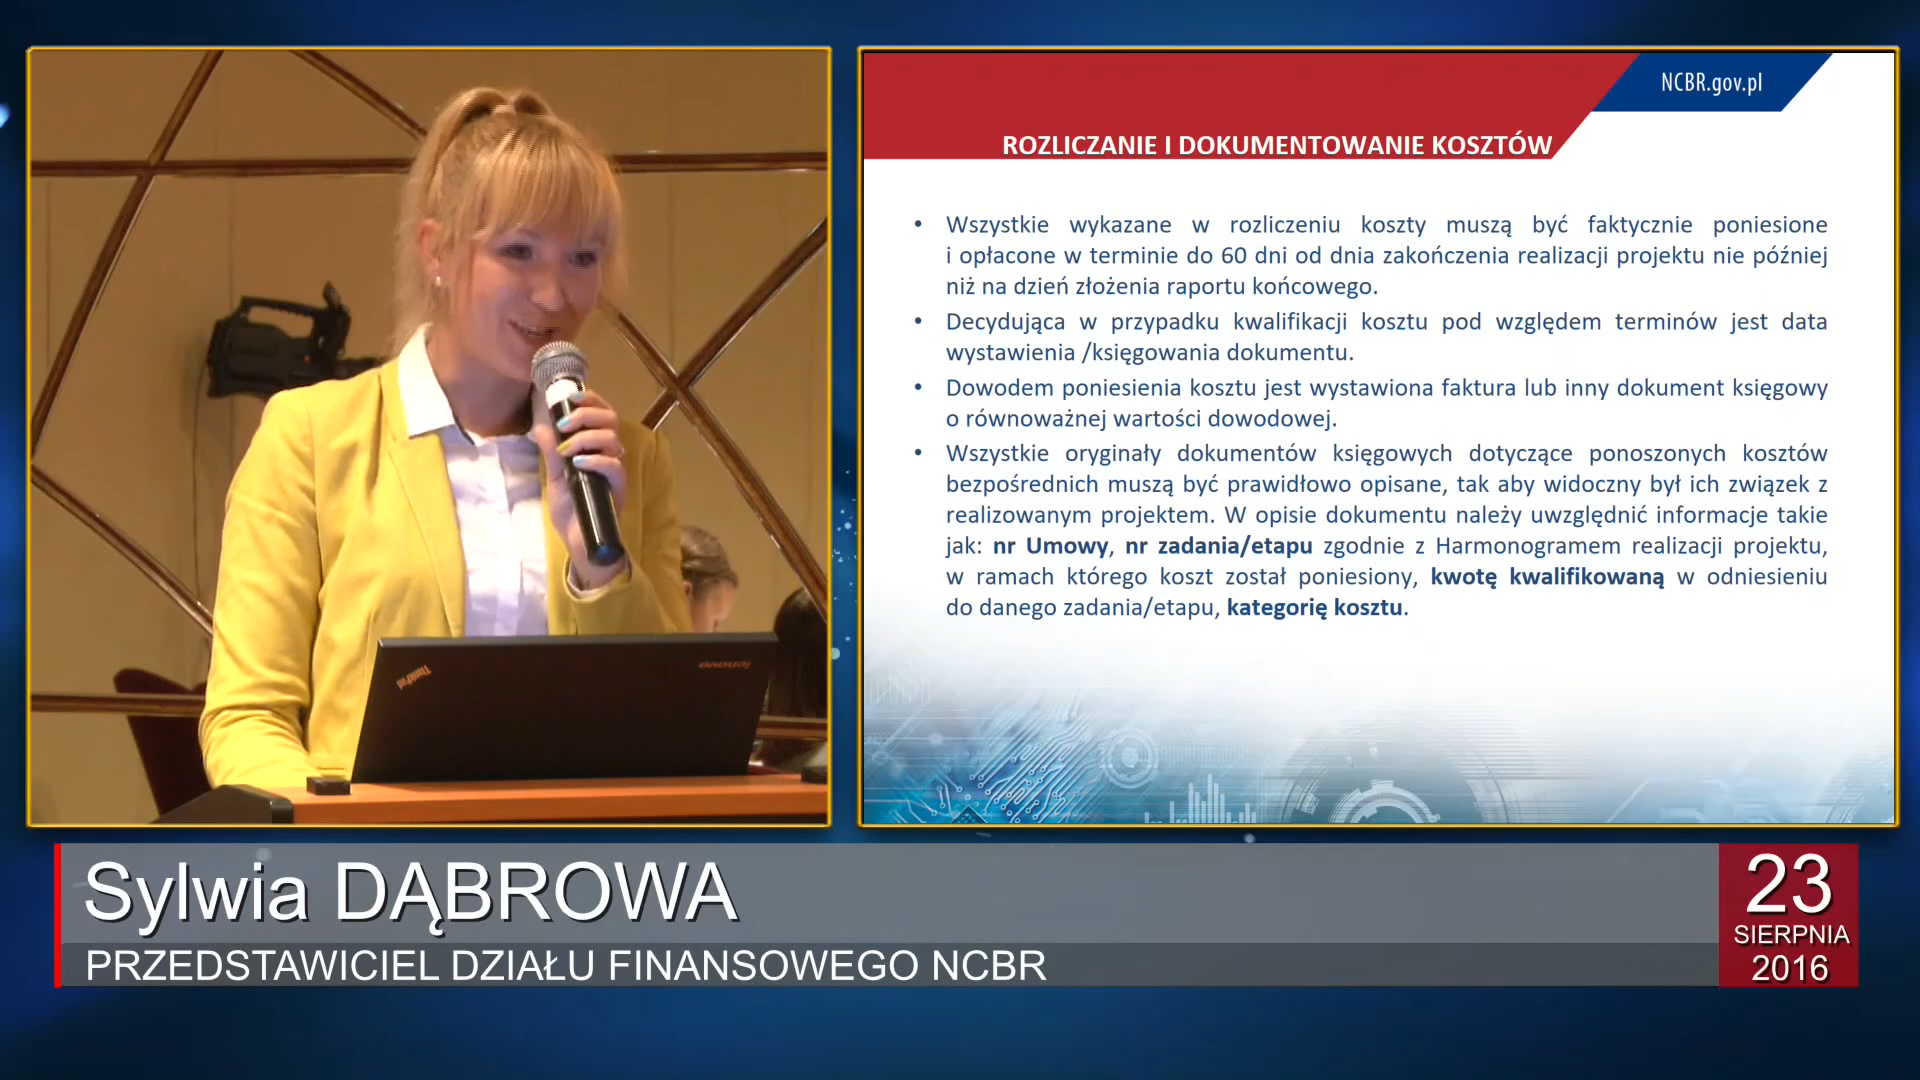 NCBR.gov.pl
ROZLICZANIE I DOKUMENTOWANIE KOSZTÓW
• Wszystkie wykazane w rozliczeniu koszty muszą być faktycznie poniesione
i opłacone w terminie do 60 dni od dnia zakończenia realizacji projektu nie później
niż na dzień złożenia raportu końcowego.
• Decydująca w przypadku kwalifikacji kosztu pod względem terminów jest data
wystawienia /księgowania dokumentu.
• Dowodem poniesienia kosztu jest wystawiona faktura lub inny dokument księgowy
o równoważnej wartości dowodowej.
• Wszystkie oryginały dokumentów księgowych dotyczące ponoszonych kosztów
bezpośrednich muszą być prawidłowo opisane, tak aby widoczny był ich związek z
realizowanym projektem. W opisie dokumentu należy uwzględnić informacje takie
jak: nr Umowy, nr zadania/etapu zgodnie z Harmonogramem realizacji projektu,
w ramach którego koszt został poniesiony, kwotę kwalifikowaną w odniesieniu
do danego zadania/etapu, kategorię kosztu.
ThinkPad
lenovo
Sylwia DĄBROWA
PRZEDSTAWICIEL DZIAŁU FINANSOWEGO NCBR
23
SIERPNIA
2016